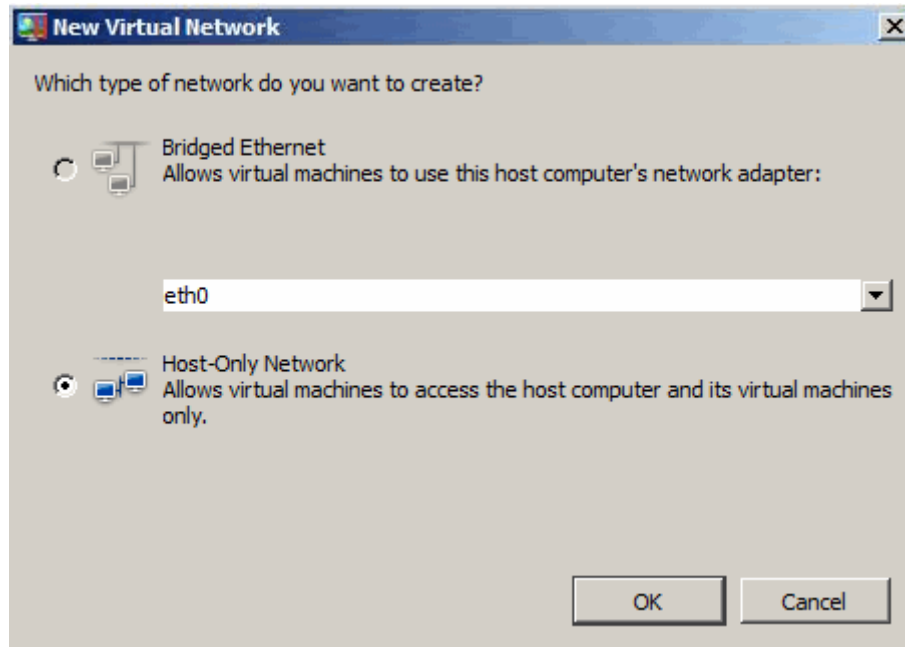 New Virtual Network
Which type of network do you want to create?
Bridged Ethernet
Allows virtual machines to use this host computer's network adapter:
eth0
Host-Only Network
Allows virtual machines to access the host computer and its virtual machines
only.
OK
Cancel